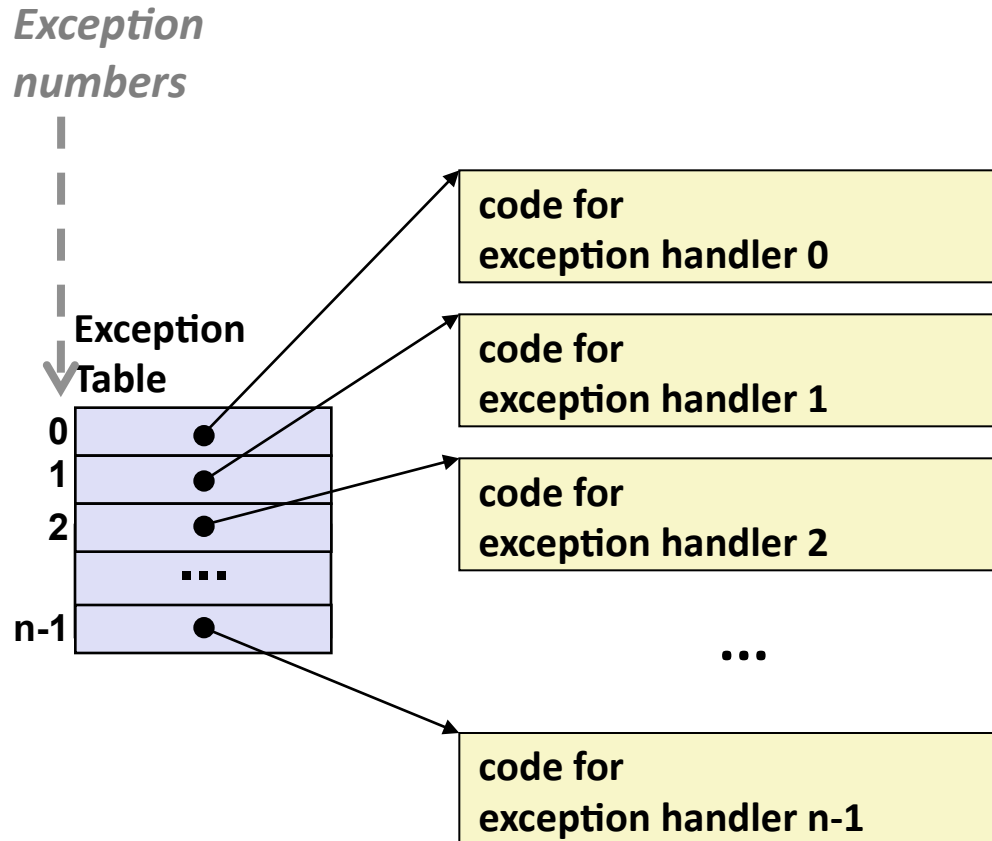 Exception
numbers
code for
exception handler 0
Exception
Table
code for
exception handler 1
0
1
2
...
n-1
code for
exception handler 2
...
code for
exception handler n-1